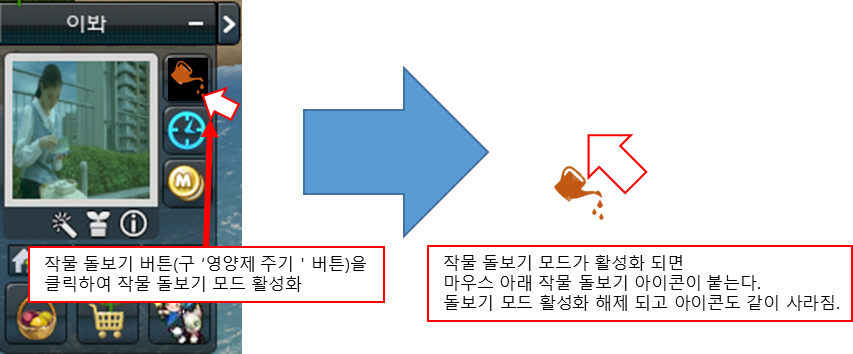 이봐
M
작물 돌보기 버튼(구 ‘영양제 주기 ' 버튼)을
클릭하여 작물 돌보기 모드 활성화
작물 돌보기 모드가 활성화 되면
마우스 아래 작물 돌보기 아이콘이 붙는다.
돌보기 모드 활성화 해제 되고 아이콘도 같이 사라짐.